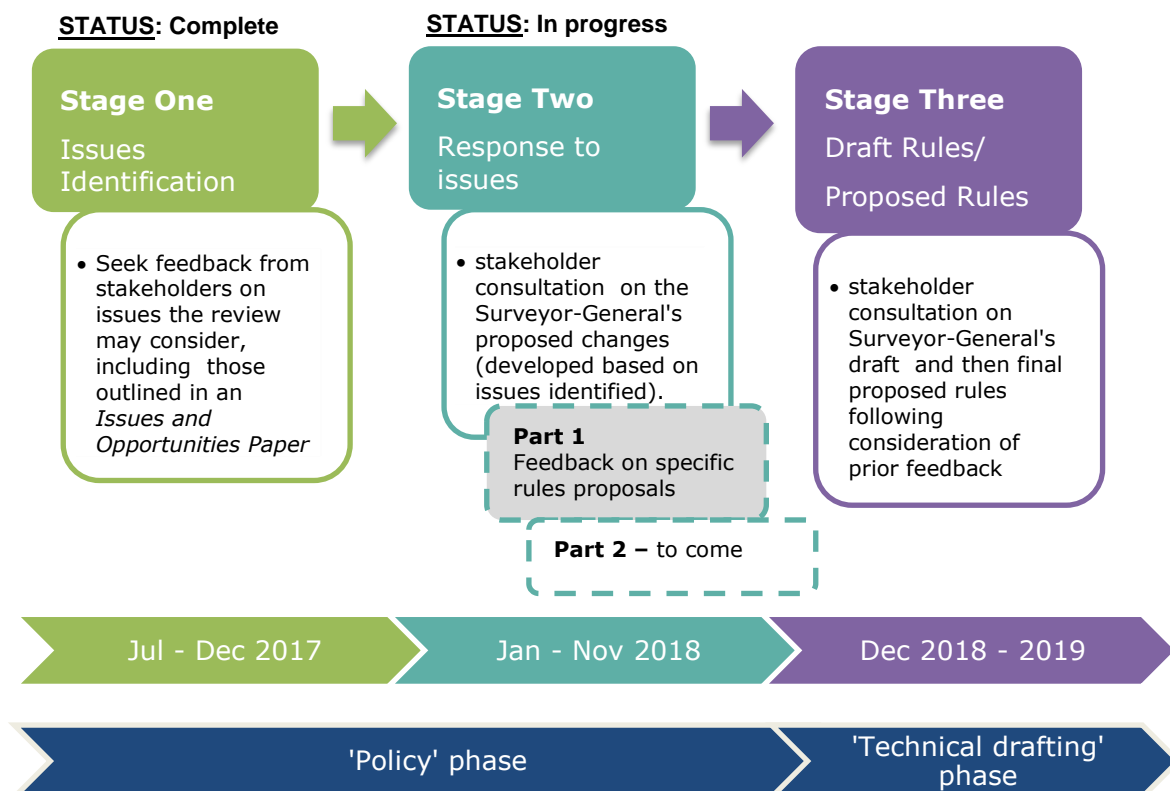 STATUS: Complete
STATUS: In progress
Stage One
Issues
Identification
Stage Two
Response to
issues
Stage Three
Draft Rules/
Proposed Rules
• Seek feedback from
stakeholders on
issues the review
may consider,
including those
outlined in an
Issues and
Opportunities Paper
• stakeholder
consultation on the
Surveyor-General's
proposed changes
(developed based on
issues identified).
Part 1
Feedback on specific
rules proposals
Part 2 – to come
• stakeholder
consultation on
Surveyor-General's
draft and then final
proposed rules
following
consideration of
prior feedback
Jul - Dec 2017
Jan - Nov 2018
Dec 2018 - 2019
'Policy' phase
'Technical drafting'
phase